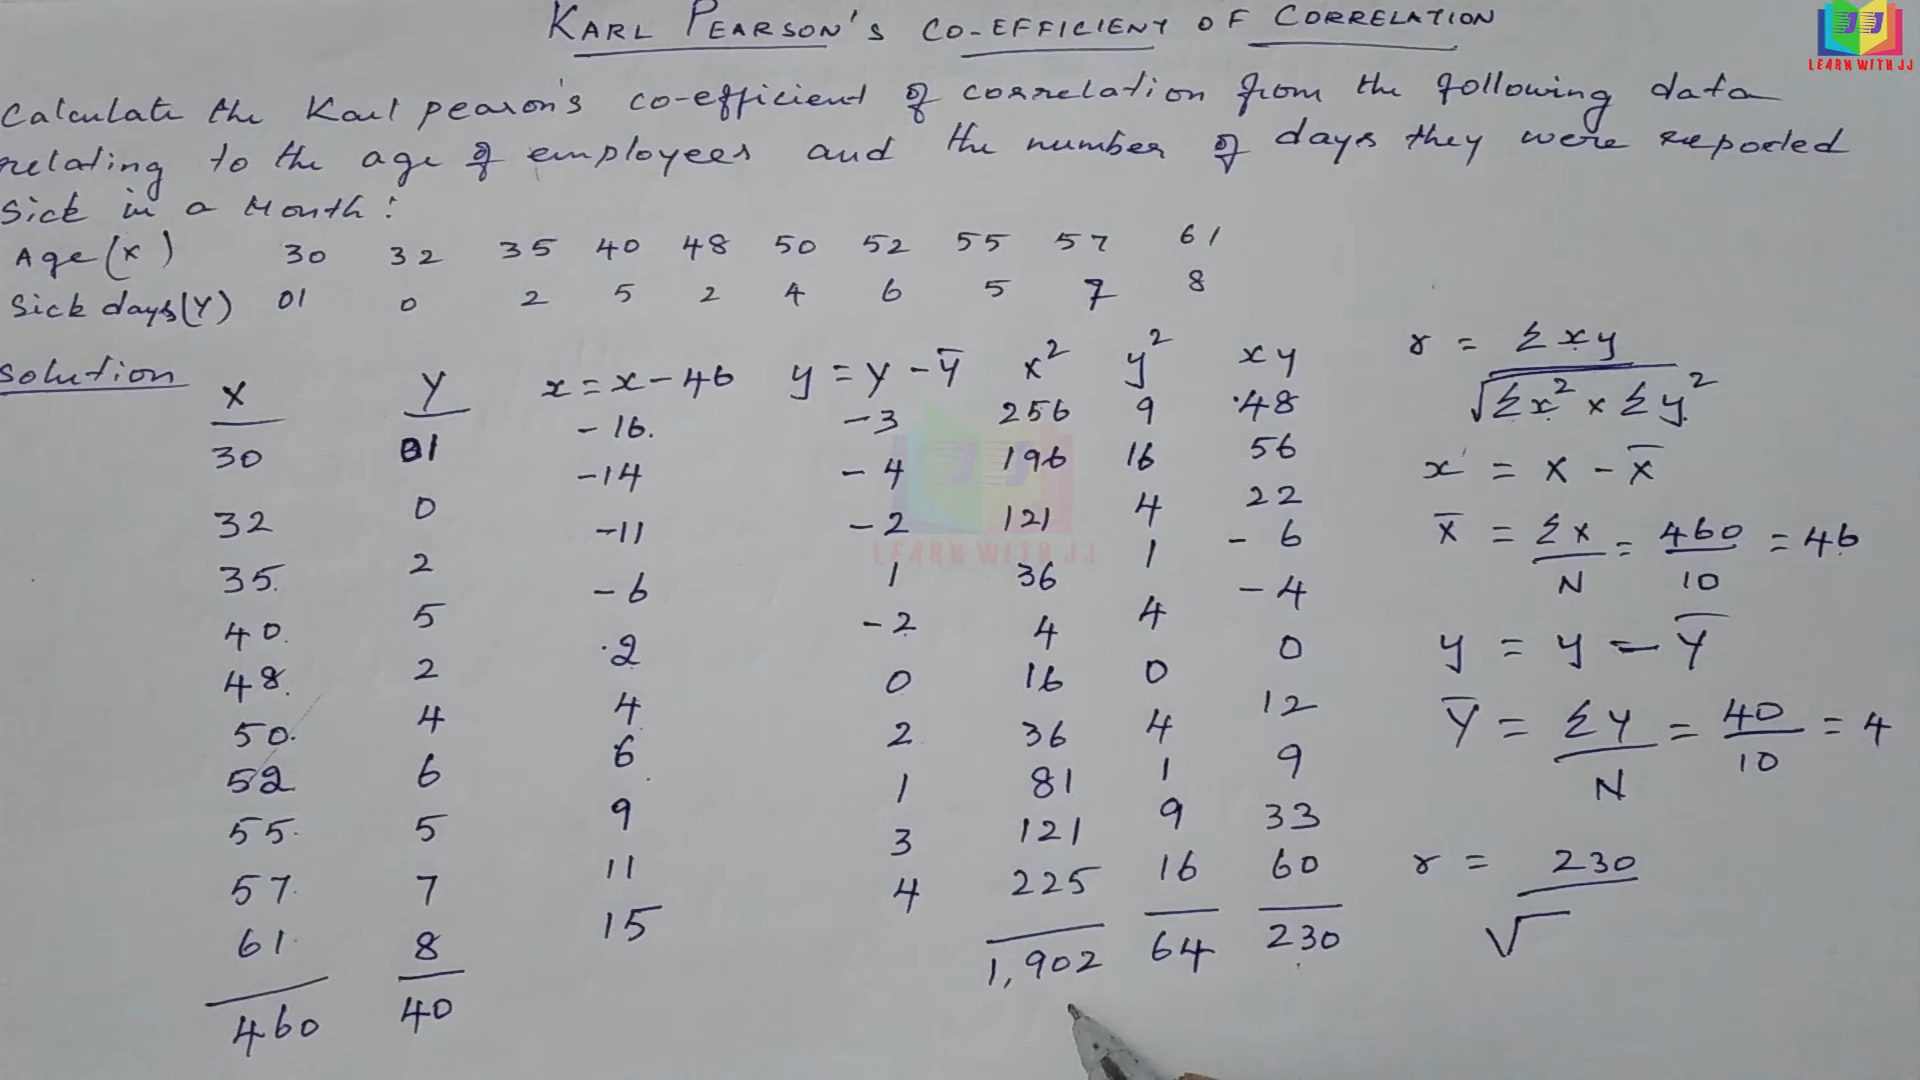 KARL PEARSON'S CO-EFFICIENT OF CORRELATION
LEARN WITH JJ
Calculate the Karl pearon's co-efficient of correlation from the following data
relating to the age of employees and the number of days they were reported
Sick in a Month:
Age (X) 30 32 35 40 48 50 52 55 57 61
Sick days (Y) 01 0 2 5 2 4 6 5 7 8
Solution
X Y x = x - 46 y = Y - Y̅ x² y² xy
30 01 -16. -3 256 9 48
32 0 -14 -4 196 16 56
35. 2 -11 -2 121 4 22
40. 5 -6 1 36 1 -6
48. 2 2 -2 4 4 -4
50. 4 4 0 16 0 0
52 6 6 2 36 4 12
55. 5 9 1 81 1 9
57. 7 11 3 121 9 33
61. 8 15 4 225 16 60
460 40 1,902 64 230
r = Σxy / √Σx² × Σy²
x = X - X̅
X̅ = ΣX / N = 460 / 10 = 46
y = y - Y̅
Y̅ = ΣY / N = 40 / 10 = 4
r = 230 / √
LEARN WITH JJ